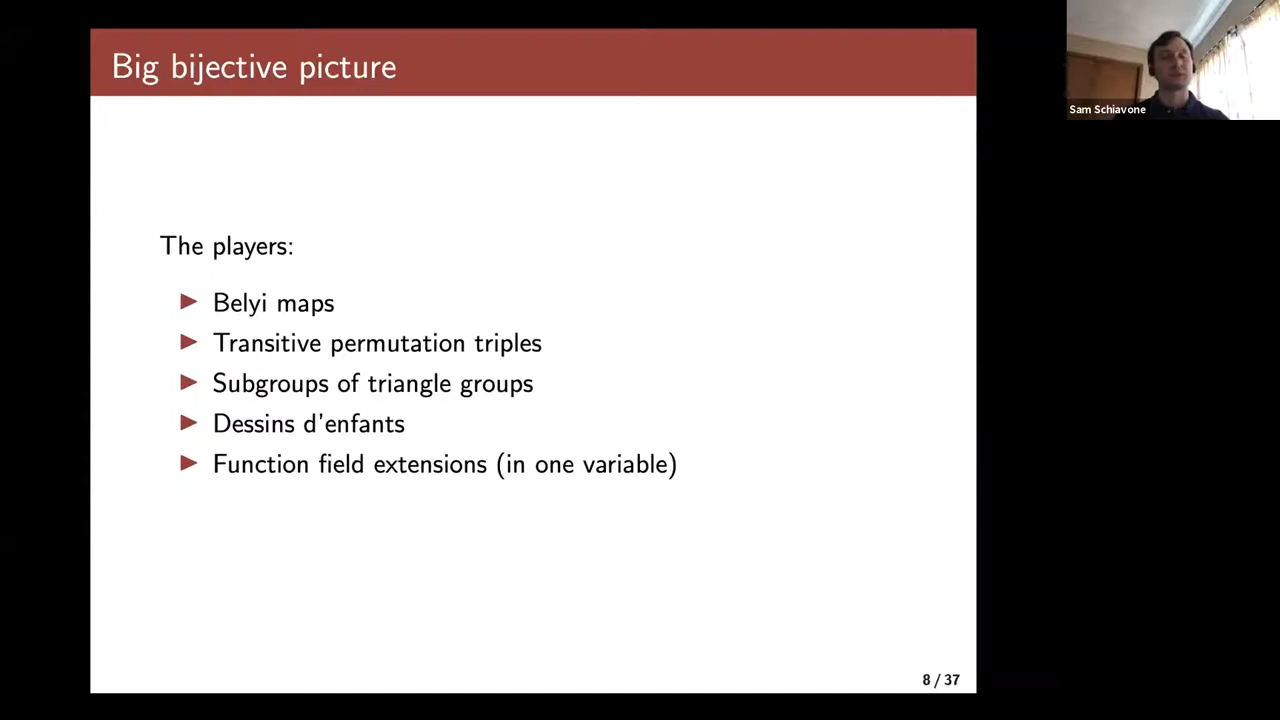 Big bijective picture
Sam Schiavone
The players:
Belyi maps
Transitive permutation triples
Subgroups of triangle groups
Dessins d'enfants
Function field extensions (in one variable)
8 / 37